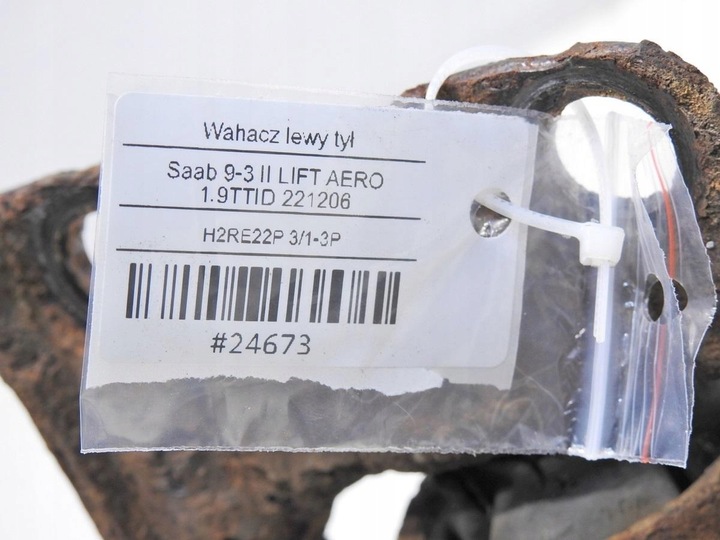 Wahacz lewy tył
Saab 9-3 II LIFT AERO
1.9TTID 221206
H2RE22P 3/1-3P
#24673